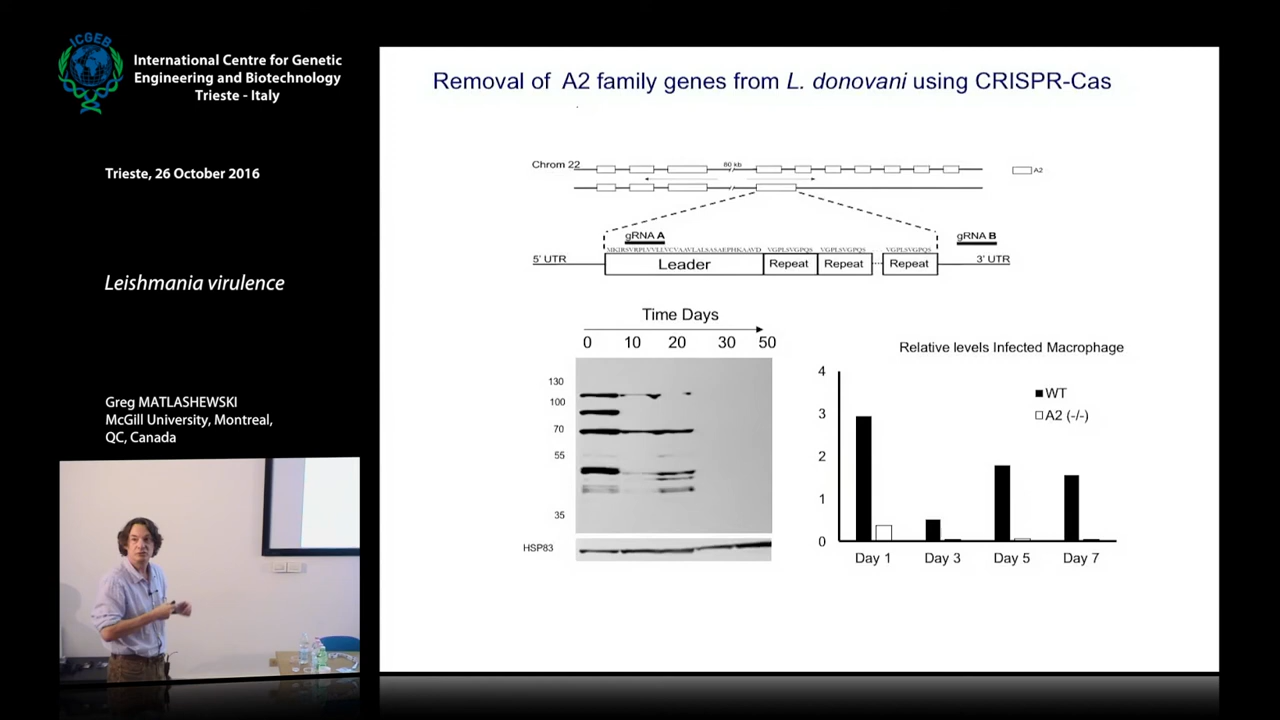 ICGEB
International Centre for Genetic
Engineering and Biotechnology
Trieste - Italy
Trieste, 26 October 2016
Leishmania virulence
Greg MATLASHEWSKI
McGill University, Montreal,
QC, Canada
Removal of A2 family genes from L. donovani using CRISPR-Cas
Chrom 22
80 kb
A2
gRNA A
gRNA B
MKIRSVRPLVVLLVCVAAVLALSASAEPHKAAVD VGPLSVGPQS VGPLSVGPQS VGPLSVGPQS
5' UTR
Leader
Repeat
Repeat
Repeat
3' UTR
Time Days
0 10 20 30 50
130
100
70
55
35
HSP83
Relative levels Infected Macrophage
4
3
2
1
0
WT
A2 (-/-)
Day 1 Day 3 Day 5 Day 7